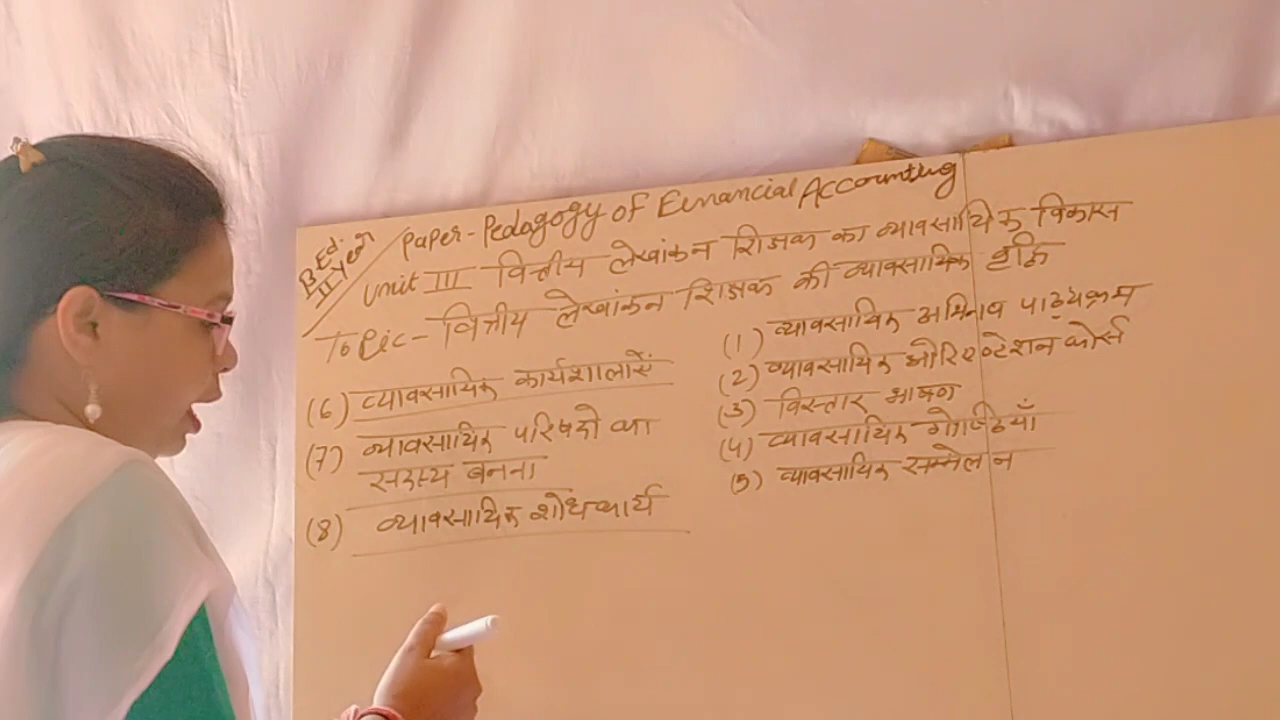 B.Ed.
II Year
Paper - Pedagogy of Financial Accounting
Unit III वित्तीय लेखांकन शिक्षक का व्यावसायिक विकास
Topic - वित्तीय लेखांकन शिक्षक की व्यावसायिक वृद्धि
(1) व्यावसायिक अभिनव पाठ्यक्रम
(2) व्यावसायिक ओरिएण्टेशन कोर्स
(3) विस्तार भाषण
(4) व्यावसायिक गोष्ठियाँ
(5) व्यावसायिक सम्मेलन
(6) व्यावसायिक कार्यशालाऐं
(7) व्यावसायिक परिषदो का
सदस्य बनना
(8) व्यावसायिक शोधकार्य